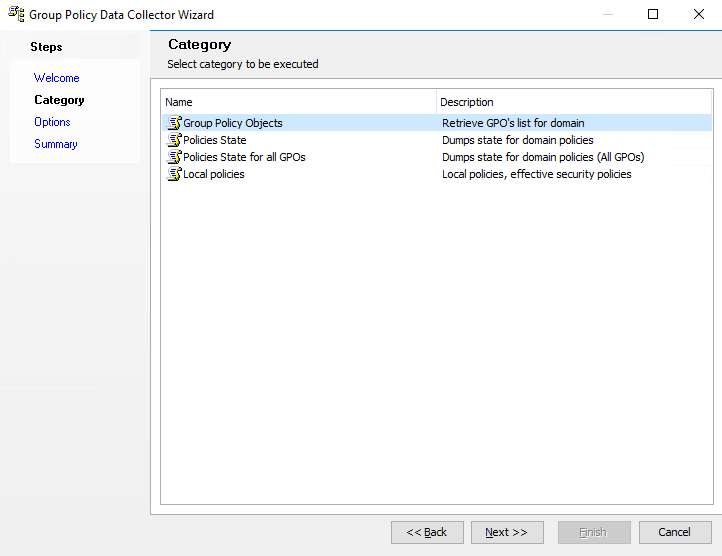 Group Policy Data Collector Wizard
Steps
Welcome
Category
Options
Summary
Category
Select category to be executed
Name Description
Group Policy Objects Retrieve GPO's list for domain
Policies State Dumps state for domain policies
Policies State for all GPOs Dumps state for domain policies (All GPOs)
Local policies Local policies, effective security policies
<< Back Next >> Finish Cancel